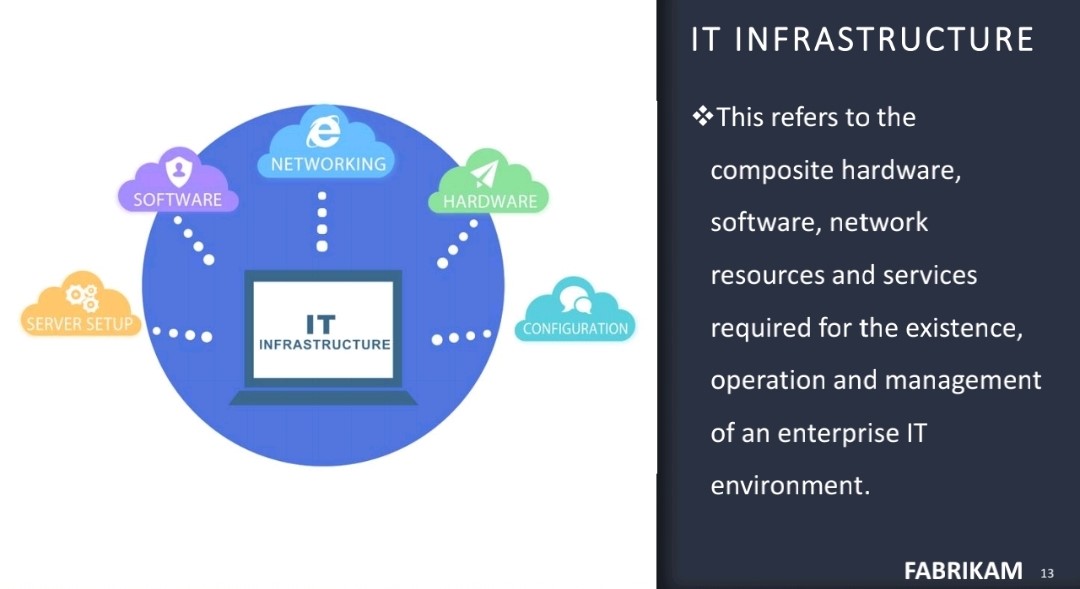 NETWORKING
SOFTWARE
HARDWARE
SERVER SETUP
CONFIGURATION
IT
INFRASTRUCTURE
IT INFRASTRUCTURE
❖This refers to the
composite hardware,
software, network
resources and services
required for the existence,
operation and management
of an enterprise IT
environment.
FABRIKAM 13